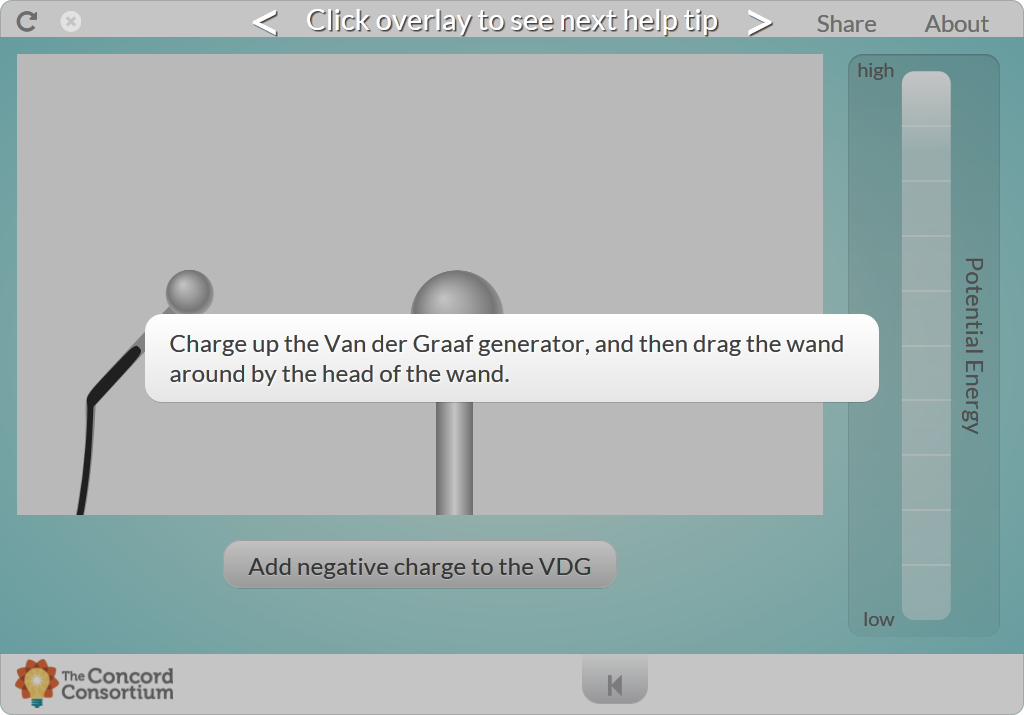 Click overlay to see next help tip
Share
About
high
Charge up the Van der Graaf generator, and then drag the wand
around by the head of the wand.
Potential Energy
low
Add negative charge to the VDG
The Concord
Consortium